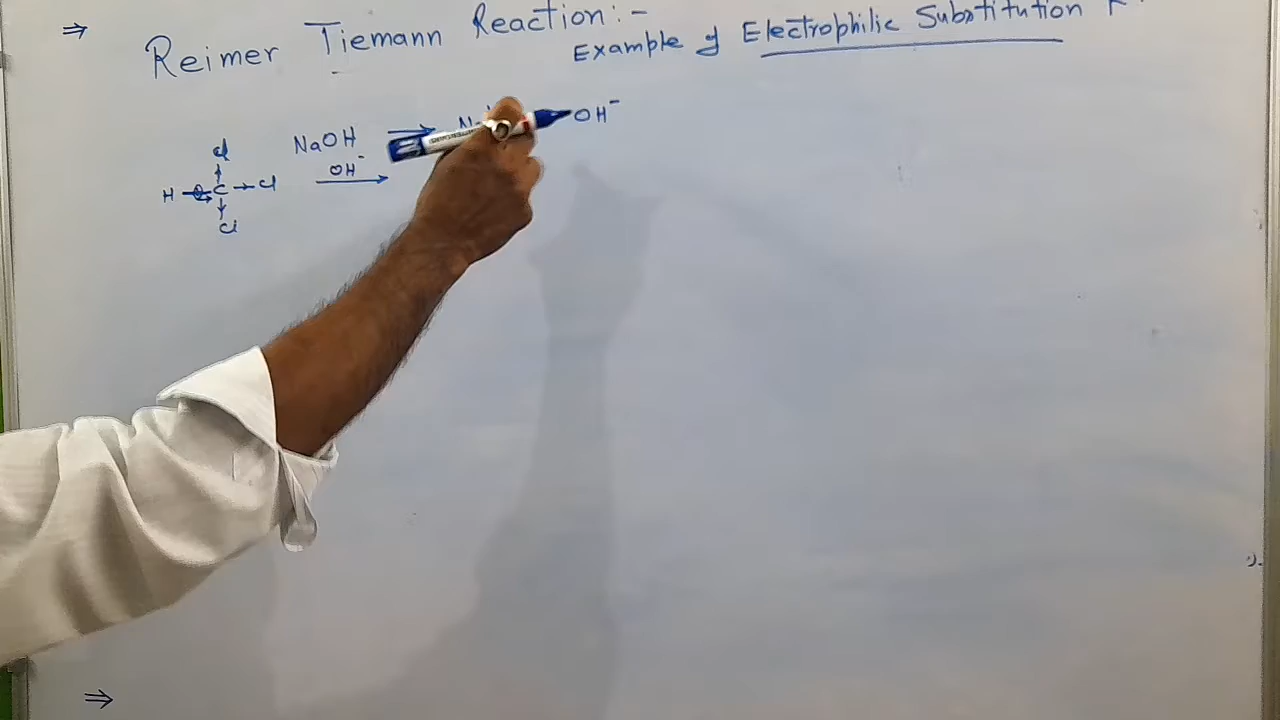 ⇒ Reimer Tiemann Reaction:-
Example of Electrophilic Substitution
NaOH → OH⁻
OH⁻
Cl
H C Cl
Cl
⇒